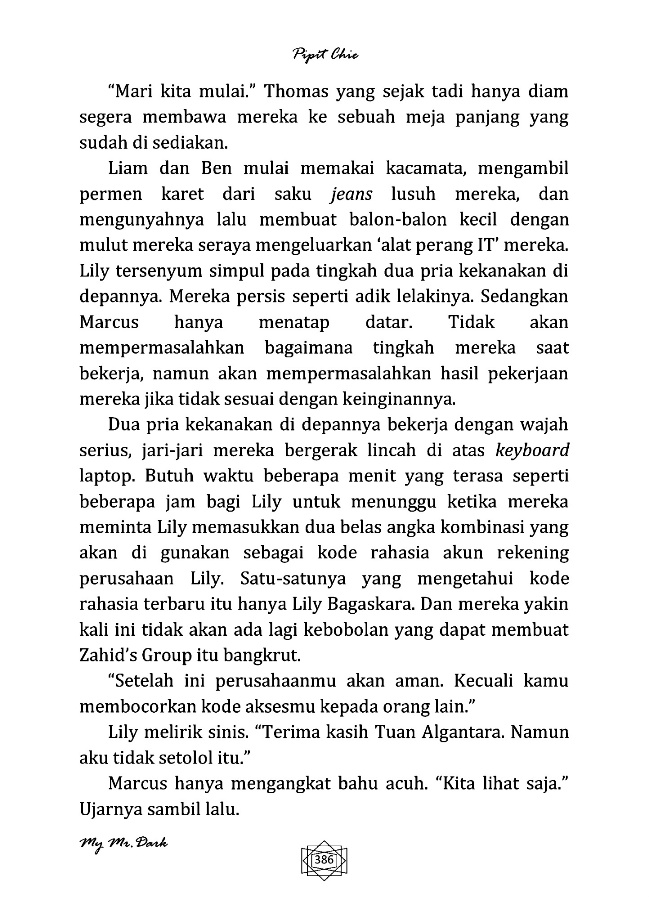 Pipit Chie
“Mari kita mulai.” Thomas yang sejak tadi hanya diam
segera membawa mereka ke sebuah meja panjang yang
sudah di sediakan.
Liam dan Ben mulai memakai kacamata, mengambil
permen karet dari saku jeans lusuh mereka, dan
mengunyahnya lalu membuat balon-balon kecil dengan
mulut mereka seraya mengeluarkan ‘alat perang IT’ mereka.
Lily tersenyum simpul pada tingkah dua pria kekanakan di
depannya. Mereka persis seperti adik lelakinya. Sedangkan
Marcus hanya menatap datar. Tidak akan
mempermasalahkan bagaimana tingkah mereka saat
bekerja, namun akan mempermasalahkan hasil pekerjaan
mereka jika tidak sesuai dengan keinginannya.
Dua pria kekanakan di depannya bekerja dengan wajah
serius, jari-jari mereka bergerak lincah di atas keyboard
laptop. Butuh waktu beberapa menit yang terasa seperti
beberapa jam bagi Lily untuk menunggu ketika mereka
meminta Lily memasukkan dua belas angka kombinasi yang
akan di gunakan sebagai kode rahasia akun rekening
perusahaan Lily. Satu-satunya yang mengetahui kode
rahasia terbaru itu hanya Lily Bagaskara. Dan mereka yakin
kali ini tidak akan ada lagi kebobolan yang dapat membuat
Zahid’s Group itu bangkrut.
“Setelah ini perusahaanmu akan aman. Kecuali kamu
membocorkan kode aksesmu kepada orang lain.”
Lily melirik sinis. “Terima kasih Tuan Algantara. Namun
aku tidak setolol itu.”
Marcus hanya mengangkat bahu acuh. “Kita lihat saja.”
Ujarnya sambil lalu.
My Mr. Dark
386